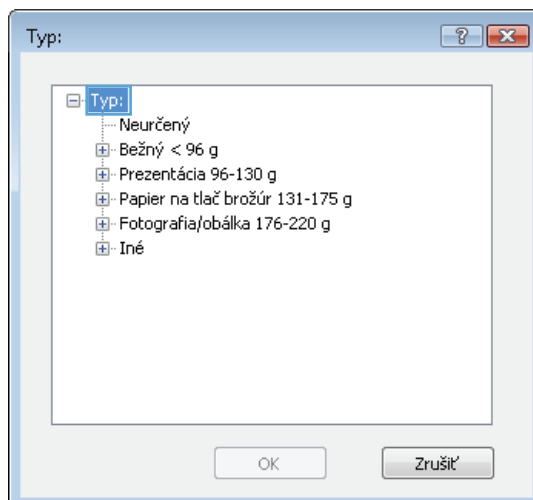 Typ:
Typ:
Neurčený
Bežný < 96 g
Prezentácia 96-130 g
Papier na tlač brožúr 131-175 g
Fotografia/obálka 176-220 g
Iné
OK Zrušiť